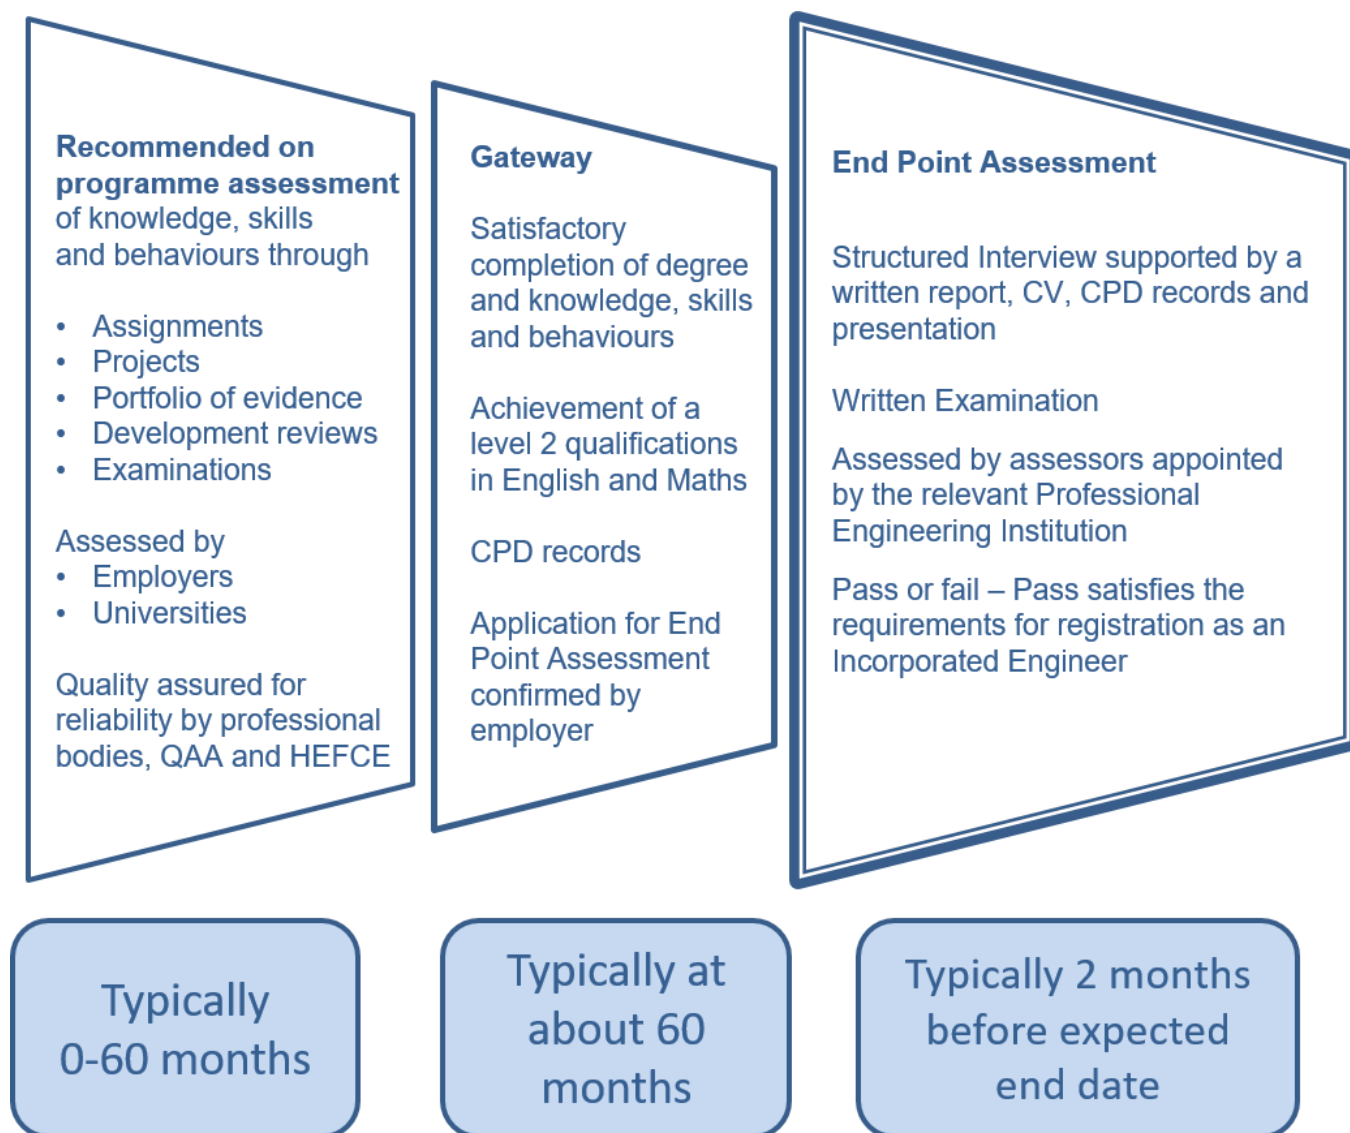 Recommended on
programme assessment
of knowledge, skills
and behaviours through
• Assignments
• Projects
• Portfolio of evidence
• Development reviews
• Examinations
Assessed by
• Employers
• Universities
Quality assured for
reliability by professional
bodies, QAA and HEFCE
Gateway
Satisfactory
completion of degree
and knowledge, skills
and behaviours
Achievement of a
level 2 qualifications
in English and Maths
CPD records
Application for End
Point Assessment
confirmed by
employer
End Point Assessment
Structured Interview supported by a
written report, CV, CPD records and
presentation
Written Examination
Assessed by assessors appointed
by the relevant Professional
Engineering Institution
Pass or fail – Pass satisfies the
requirements for registration as an
Incorporated Engineer
Typically
0-60 months
Typically at
about 60
months
Typically 2 months
before expected
end date